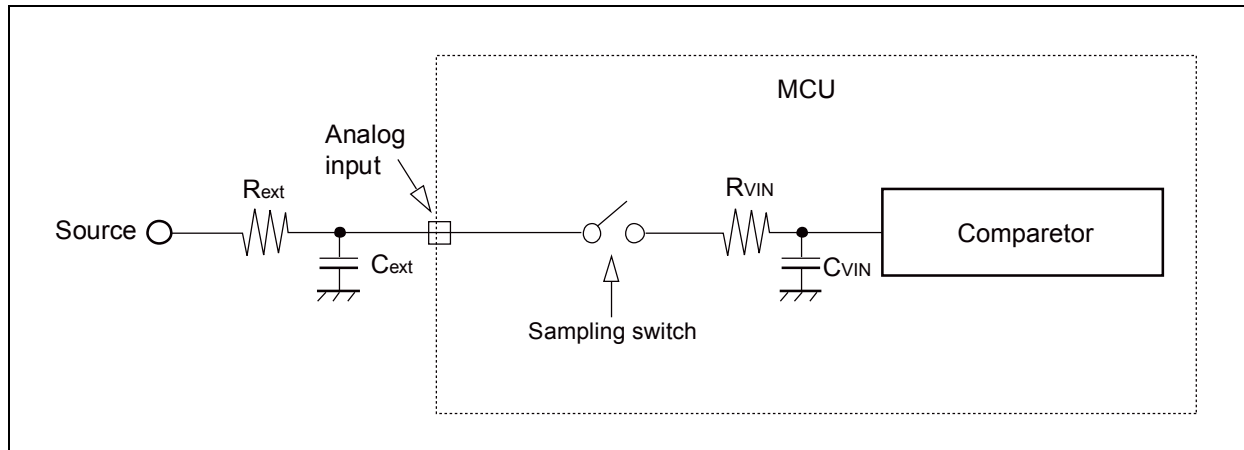 MCU
Analog
input
Rext
RVIN
Source
Comparetor
Cext
CVIN
Sampling switch